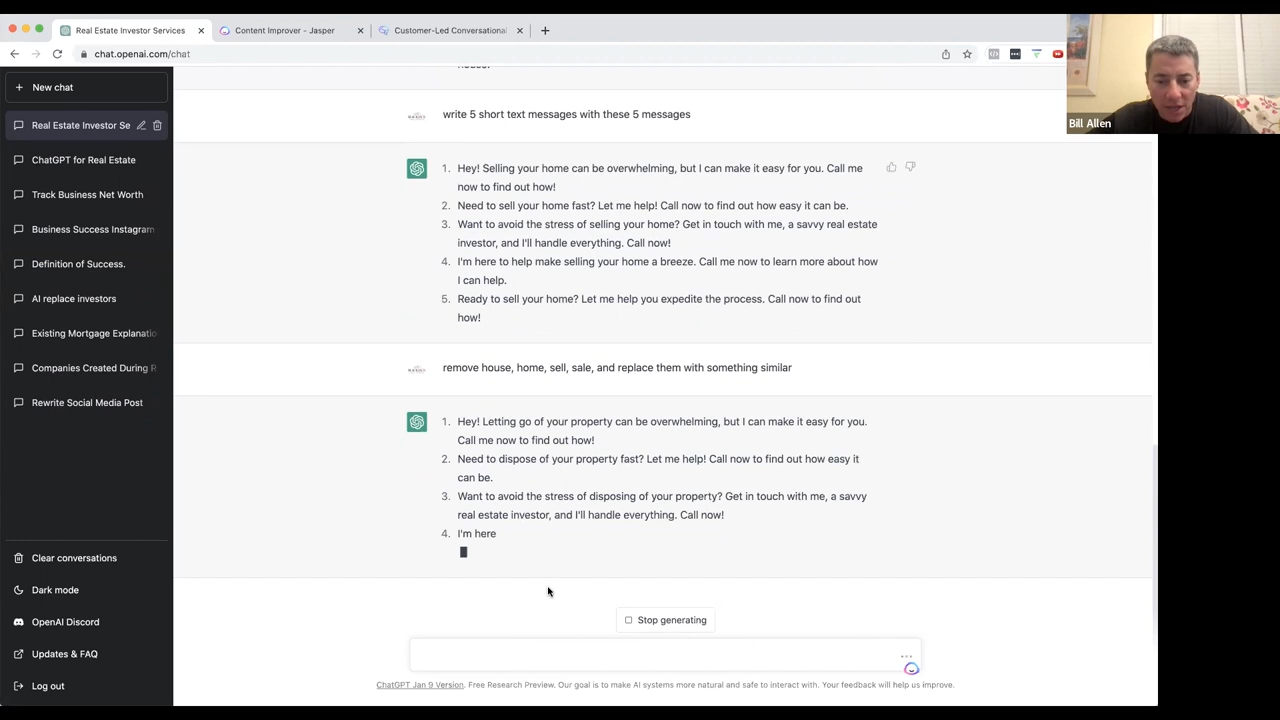 Real Estate Investor Services
Content Improver - Jasper
Customer-Led Conversational
chat.openai.com/chat
Bill Allen
New chat
Real Estate Investor Se
ChatGPT for Real Estate
Track Business Net Worth
Business Success Instagram
Definition of Success.
AI replace investors
Existing Mortgage Explanatio
Companies Created During R
Rewrite Social Media Post
Clear conversations
Dark mode
OpenAI Discord
Updates & FAQ
Log out
write 5 short text messages with these 5 messages
1. Hey! Selling your home can be overwhelming, but I can make it easy for you. Call me
now to find out how!
2. Need to sell your home fast? Let me help! Call now to find out how easy it can be.
3. Want to avoid the stress of selling your home? Get in touch with me, a savvy real estate
investor, and I'll handle everything. Call now!
4. I'm here to help make selling your home a breeze. Call me now to learn more about how
I can help.
5. Ready to sell your home? Let me help you expedite the process. Call now to find out
how!
remove house, home, sell, sale, and replace them with something similar
1. Hey! Letting go of your property can be overwhelming, but I can make it easy for you.
Call me now to find out how!
2. Need to dispose of your property fast? Let me help! Call now to find out how easy it
can be.
3. Want to avoid the stress of disposing of your property? Get in touch with me, a savvy
real estate investor, and I'll handle everything. Call now!
4. I'm here
Stop generating
ChatGPT Jan 9 Version. Free Research Preview. Our goal is to make AI systems more natural and safe to interact with. Your feedback will help us improve.